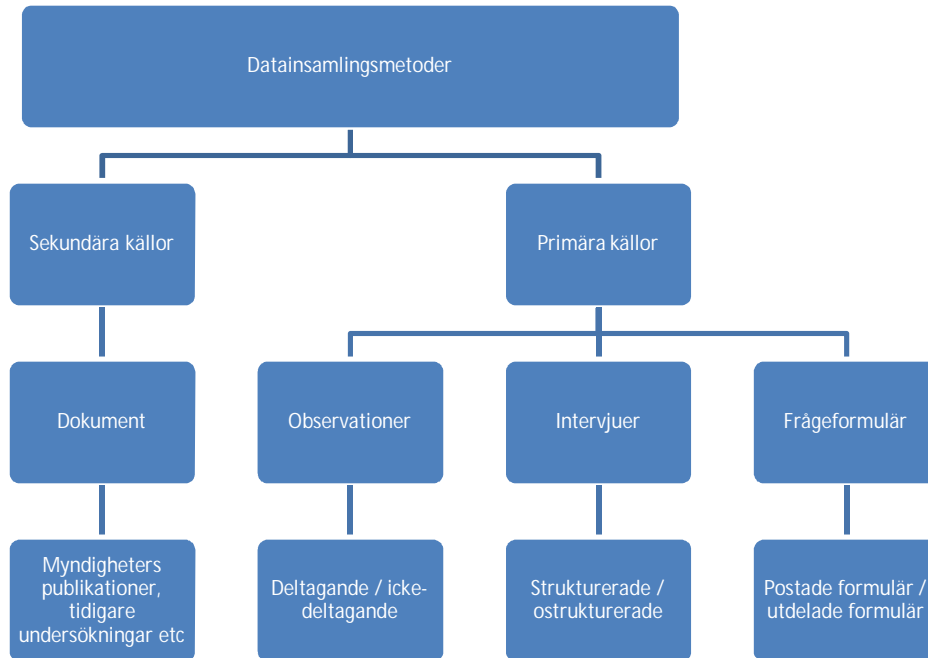 Datainsamlingsmetoder
Sekundära källor
Primära källor
Dokument
Observationer
Intervjuer
Frågeformulär
Myndigheters
publikationer,
tidigare
undersökningar etc
Deltagande / icke-
deltagande
Strukturerade /
ostrukturerade
Postade formulär /
utdelade formulär